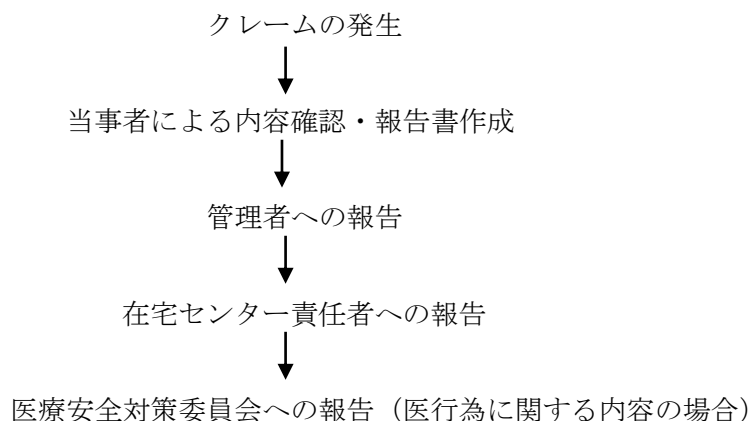 クレームの発生
当事者による内容確認・報告書作成
管理者への報告
在宅センター責任者への報告
医療安全対策委員会への報告（医行為に関する内容の場合）